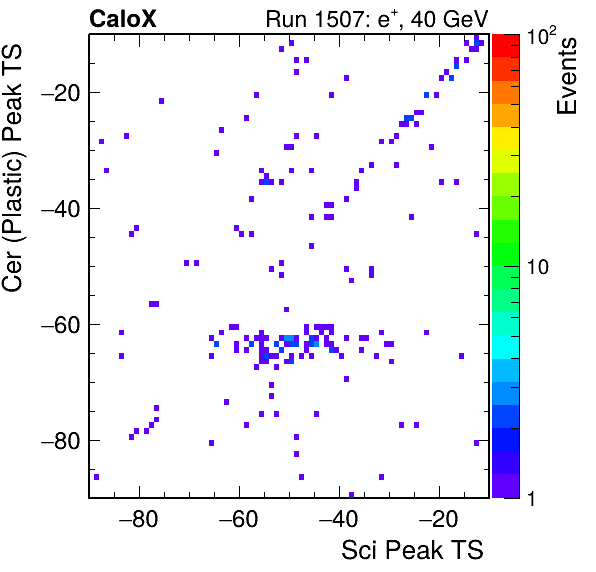 CaloX
Run 1507: e⁺, 40 GeV
Cer (Plastic) Peak TS
−20
−40
−60
−80
−80
−60
−40
−20
Sci Peak TS
10²
10
1
Events